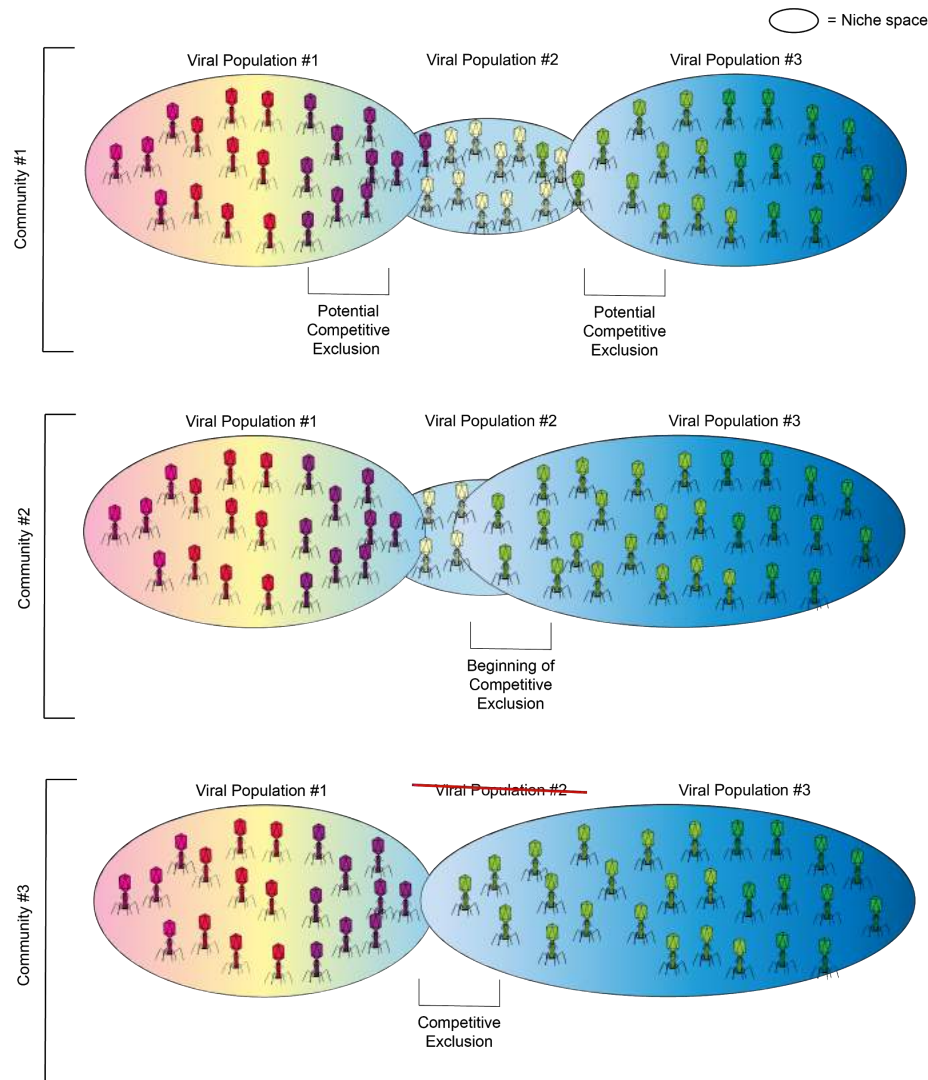 = Niche space
Viral Population #1
Viral Population #2
Viral Population #3
Community #1
Potential
Competitive
Exclusion
Potential
Competitive
Exclusion
Viral Population #1
Viral Population #2
Viral Population #3
Community #2
Beginning of
Competitive
Exclusion
Viral Population #1
Viral Population #2
Viral Population #3
Community #3
Competitive
Exclusion